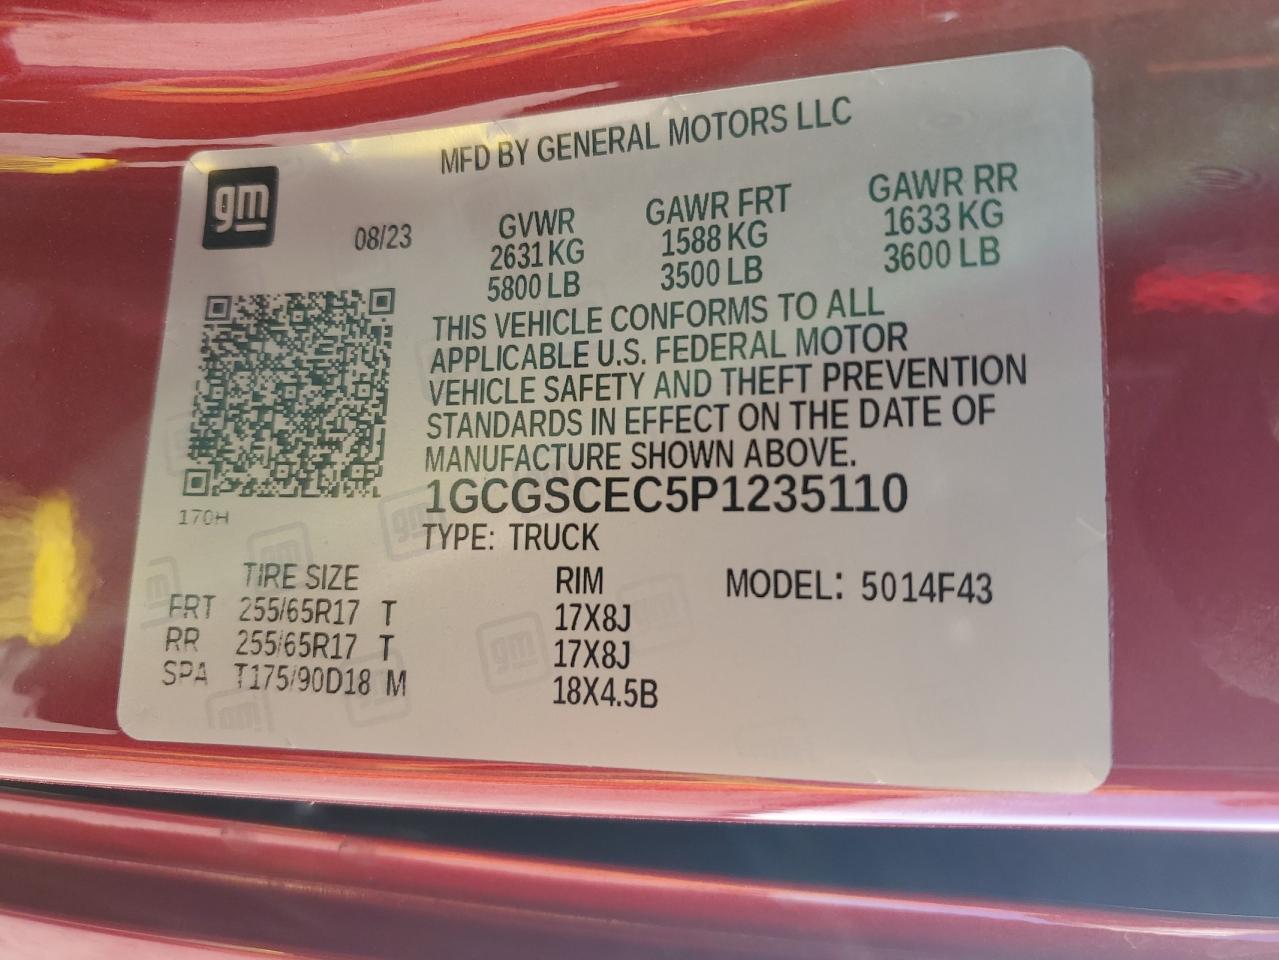 MFD BY GENERAL MOTORS LLC
gm
08/23
GVWR GAWR FRT GAWR RR
2631 KG 1588 KG 1633 KG
5800 LB 3500 LB 3600 LB
THIS VEHICLE CONFORMS TO ALL
APPLICABLE U.S. FEDERAL MOTOR
VEHICLE SAFETY AND THEFT PREVENTION
STANDARDS IN EFFECT ON THE DATE OF
MANUFACTURE SHOWN ABOVE.
1GCGSCEC5P1235110
170H
TYPE: TRUCK
TIRE SIZE RIM MODEL: 5014F43
FRT 255/65R17 T 17X8J
RR 255/65R17 T 17X8J
SPA T175/90D18 M 18X4.5B